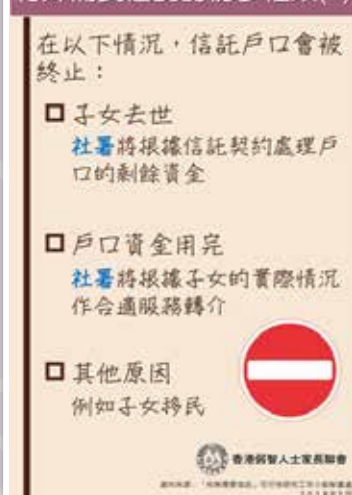 在以下情況，信託戶口會被
終止：
子女去世
社署將根據信託契約處理戶
口的剩餘資金
戶口資金用完
社署將根據子女的實際情況
作合適服務轉介
其他原因
例如子女移民
香港弱智人士家長聯會